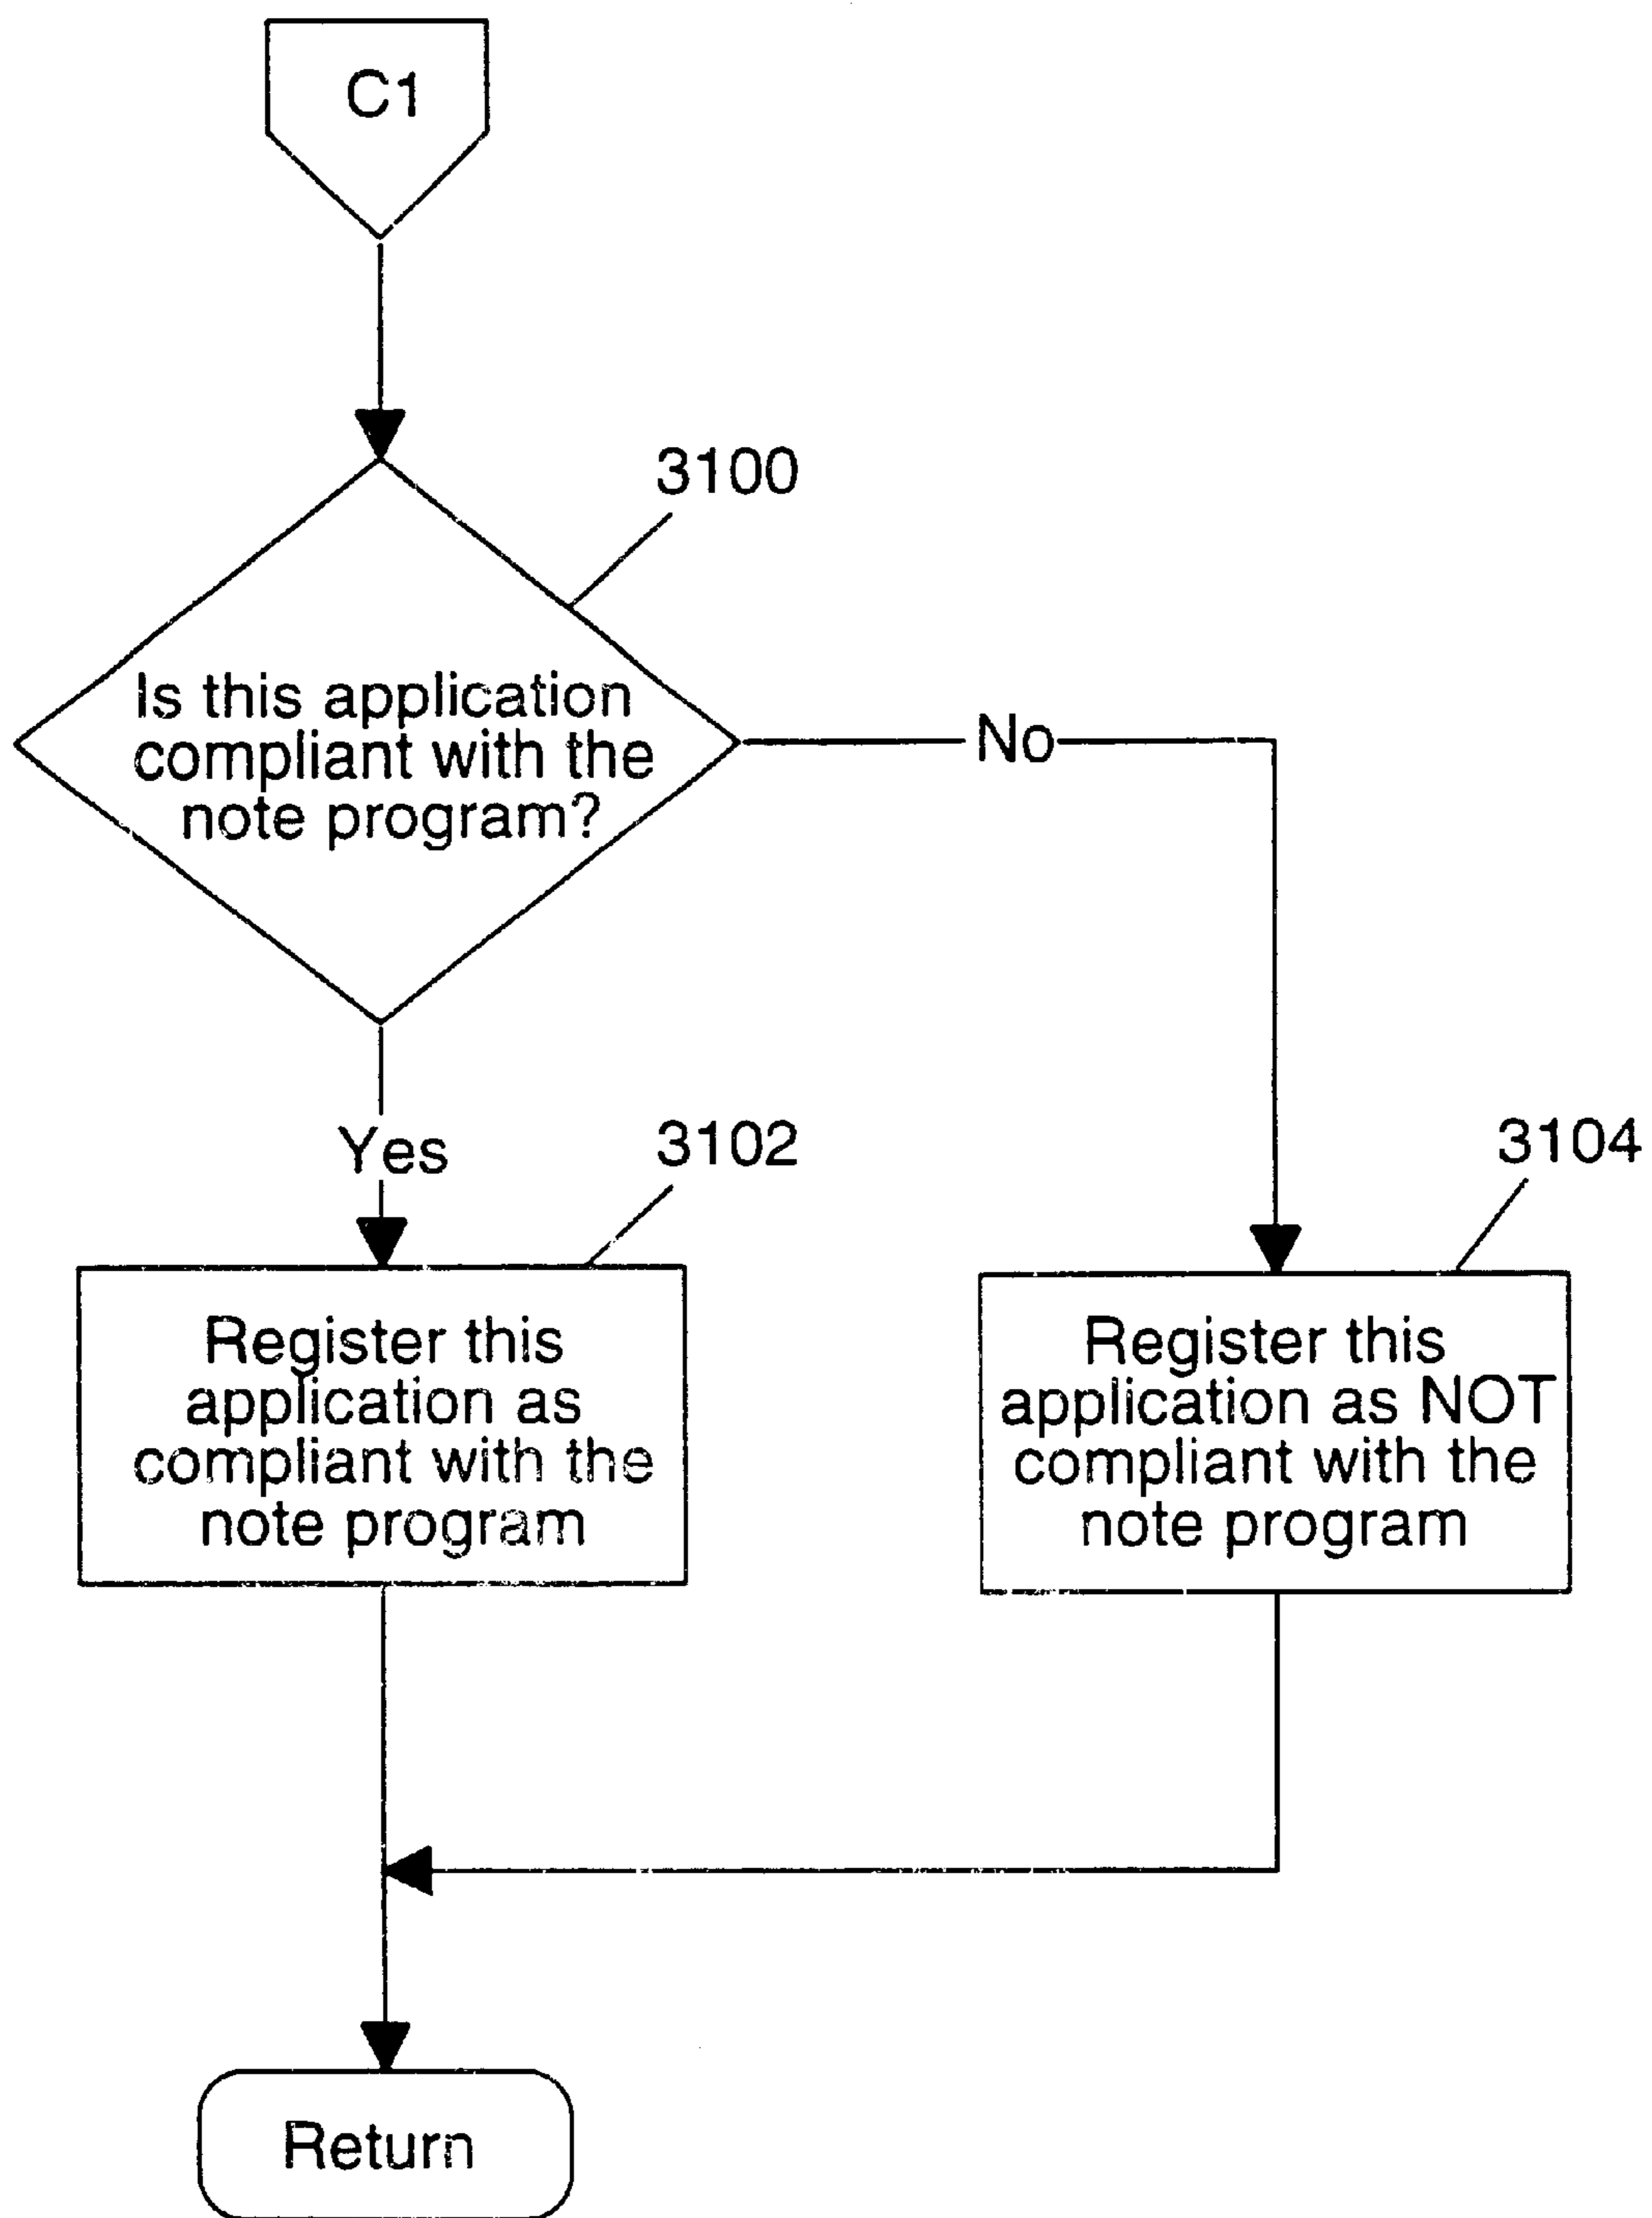 C1
3100
Is this application
compliant with the
note program?
No
Yes
3102
3104
Register this
application as
compliant with the
note program
Register this
application as NOT
compliant with the
note program
Return